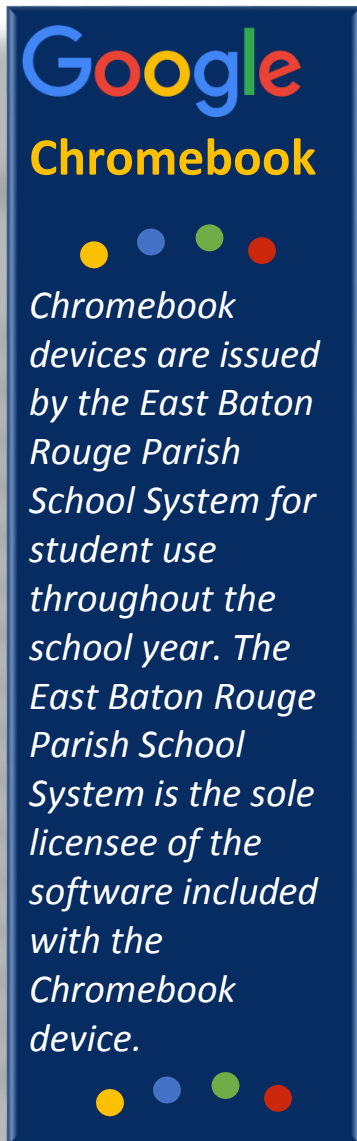 Google
Chromebook
Chromebook
devices are issued
by the East Baton
Rouge Parish
School System for
student use
throughout the
school year. The
East Baton Rouge
Parish School
System is the sole
licensee of the
software included
with the
Chromebook
device.